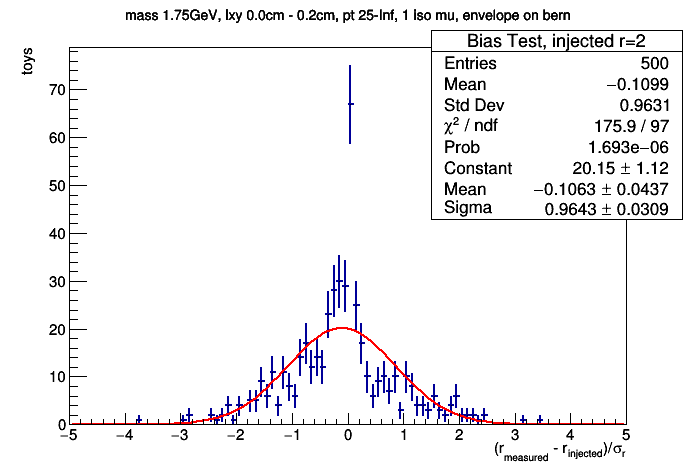 mass 1.75GeV, lxy 0.0cm - 0.2cm, pt 25-Inf, 1 Iso mu, envelope on bern
Bias Test, injected r=2
Entries 500
Mean −0.1099
Std Dev 0.9631
χ² / ndf 175.9 / 97
Prob 1.693e−06
Constant 20.15 ± 1.12
Mean −0.1063 ± 0.0437
Sigma 0.9643 ± 0.0309
toys
70
60
50
40
30
20
10
0
−5 −4 −3 −2 −1 0 1 2 3 4 5
(r_measured - r_injected)/σ_r